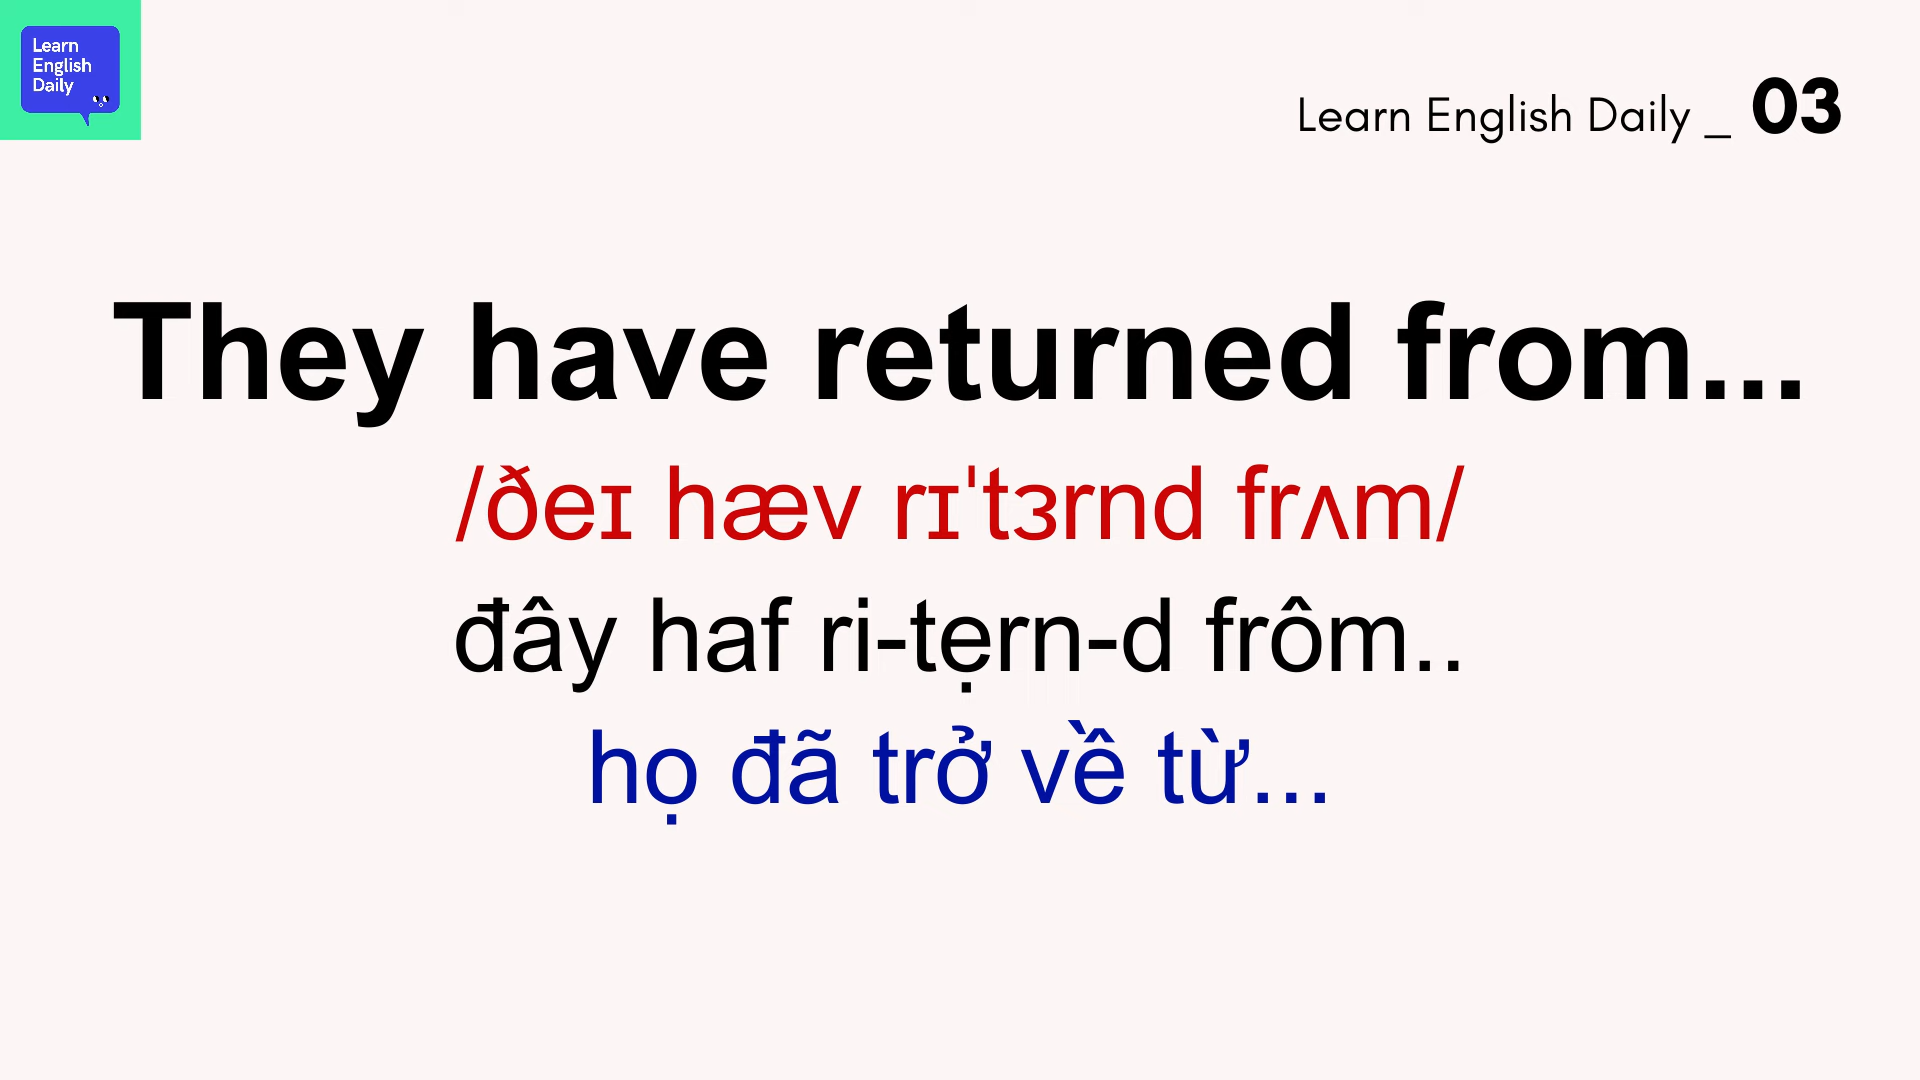 Learn
English
Daily
Learn English Daily _ 03
They have returned from...
/ðeɪ hæv rɪˈtɜrnd frʌm/
đây haf ri-tẹrn-d frôm..
họ đã trở về từ...